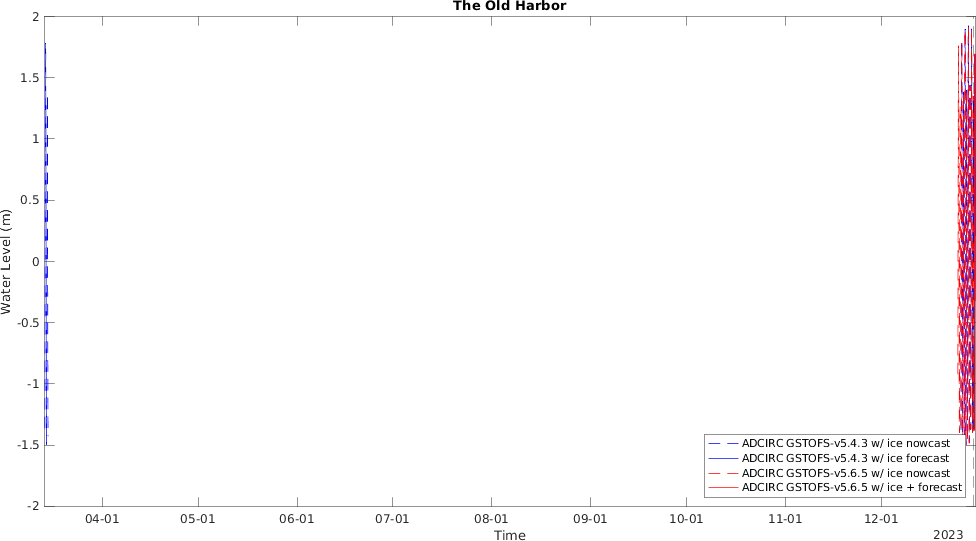 The Old Harbor
2
1.5
1
0.5
0
-0.5
-1
-1.5
-2
Water Level (m)
ADCIRC GSTOFS-v5.4.3 w/ ice nowcast
ADCIRC GSTOFS-v5.4.3 w/ ice forecast
ADCIRC GSTOFS-v5.6.5 w/ ice nowcast
ADCIRC GSTOFS-v5.6.5 w/ ice + forecast
04-01 05-01 06-01 07-01 08-01 09-01 10-01 11-01 12-01
Time
2023